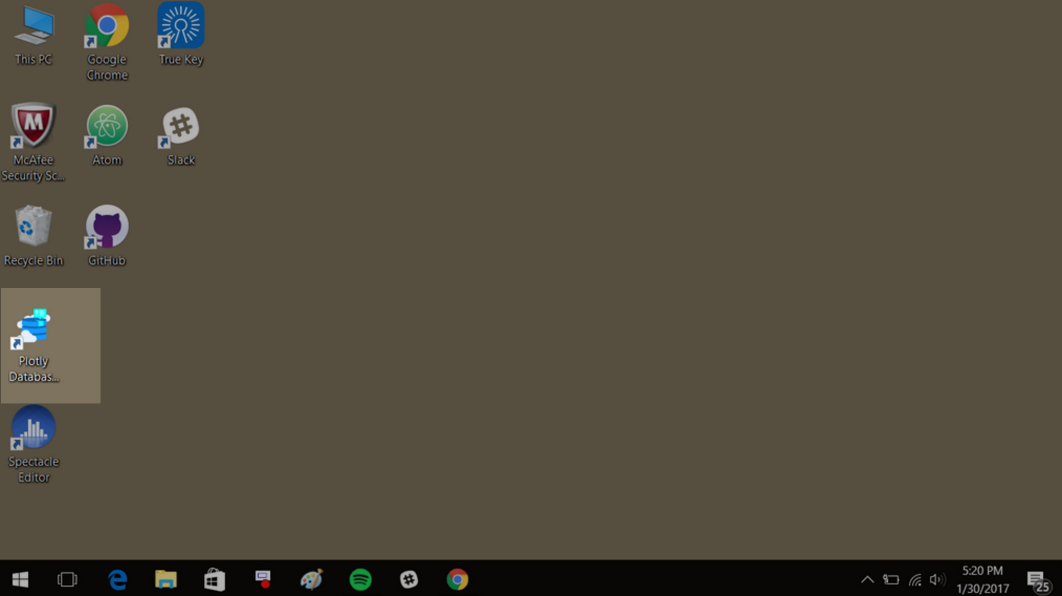 This PC
Google
Chrome
True Key
McAfee
Security Sc...
Atom
Slack
Recycle Bin
GitHub
Plotly
Databas...
Spectacle
Editor
5:20 PM
1/30/2017
25